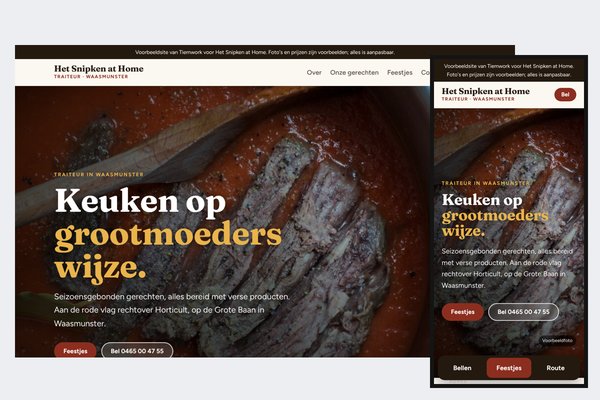 Voorbeeldsite van Tiemwork voor Het Snipken at Home. Foto's en prijzen zijn voorbeelden; alles is aanpasbaar.
Het Snipken at Home
TRAITEUR · WAASMUNSTER
Over Onze gerechten Feestjes Co
TRAITEUR IN WAASMUNSTER
Keuken op
grootmoeders
wijze.
Seizoensgebonden gerechten, alles bereid met verse producten.
Aan de rode vlag rechtover Horticult, op de Grote Baan in
Waasmunster.
Feestjes Bel 0465 00 47 55
Voorbeeldsite van Tiemwork voor Het Snipken at Home.
Foto's en prijzen zijn voorbeelden; alles is aanpasbaar.
Het Snipken at Home
TRAITEUR · WAASMUNSTER
Bel
TRAITEUR IN WAASMUNSTER
Keuken op
grootmoeders
wijze.
Seizoensgebonden gerechten, alles bereid
met verse producten. Aan de rode vlag
rechtover Horticult, op de Grote Baan in
Waasmunster.
Feestjes Bel 0465 00 47 55
Voorbeeldfoto
Bellen Feestjes Route